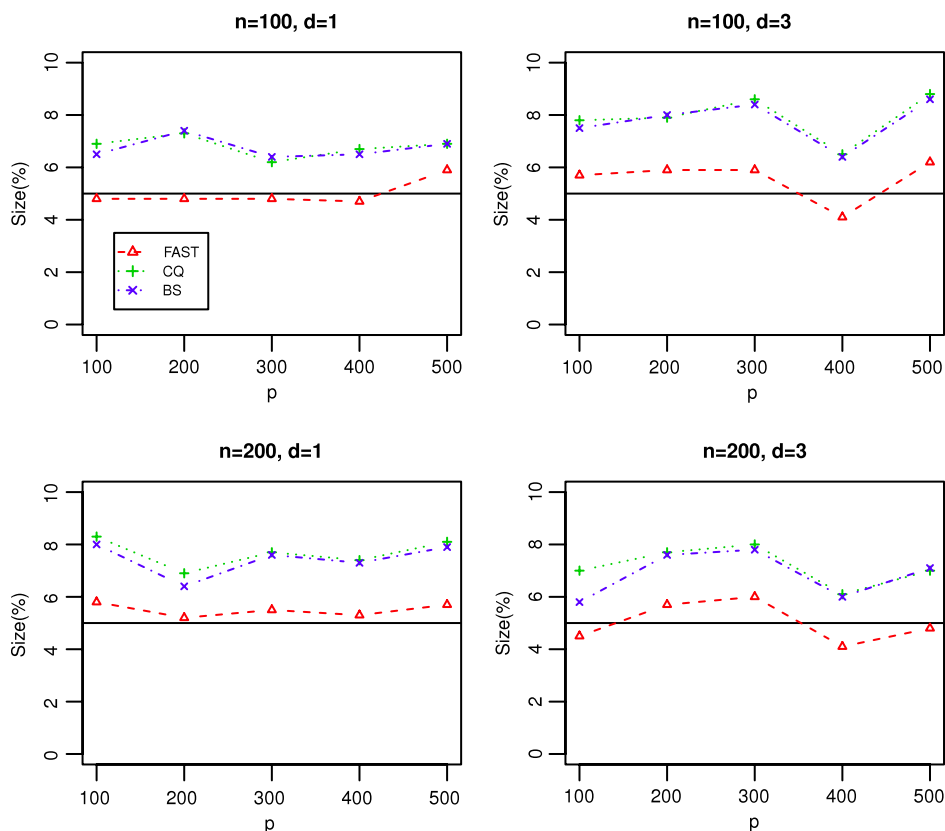 n=100, d=1
Size(%)
0 2 4 6 8 10
FAST
CQ
BS
100 200 300 400 500
p
n=100, d=3
Size(%)
0 2 4 6 8 10
100 200 300 400 500
p
n=200, d=1
Size(%)
0 2 4 6 8 10
100 200 300 400 500
p
n=200, d=3
Size(%)
0 2 4 6 8 10
100 200 300 400 500
p